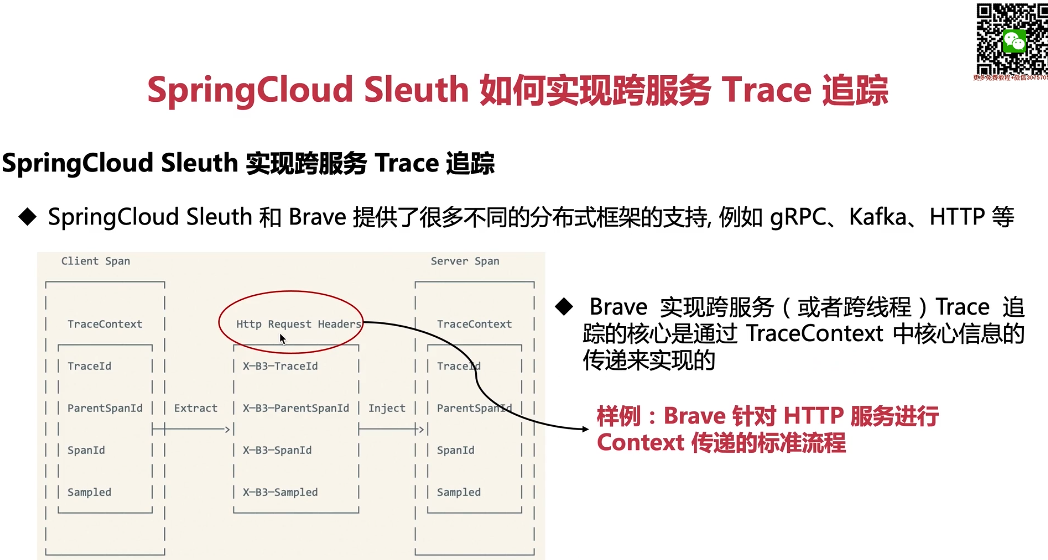 SpringCloud Sleuth 如何实现跨服务 Trace 追踪
SpringCloud Sleuth 实现跨服务 Trace 追踪
◆ SpringCloud Sleuth 和 Brave 提供了很多不同的分布式框架的支持, 例如 gRPC、Kafka、HTTP 等
Client Span
Server Span
TraceContext
Http Request Headers
TraceContext
TraceId
X-B3-TraceId
TraceId
ParentSpanId
Extract
X-B3-ParentSpanId
Inject
ParentSpanId
SpanId
X-B3-SpanId
SpanId
Sampled
X-B3-Sampled
Sampled
◆ Brave 实现跨服务（或者跨线程）Trace 追
踪的核心是通过 TraceContext 中核心信息的
传递来实现的
样例：Brave 针对 HTTP 服务进行
Context 传递的标准流程